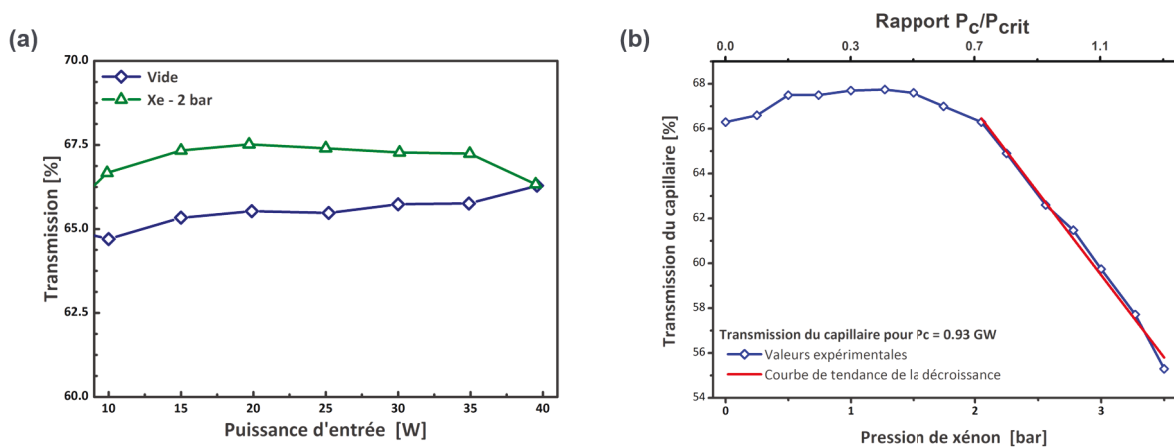 (a)
70.0
67.5
65.0
62.5
60.0
Transmission [%]
Vide
Xe - 2 bar
10 15 20 25 30 35 40
Puissance d'entrée [W]
(b)
Rapport Pc/Pcrit
0.0 0.3 0.7 1.1
68
66
64
62
60
58
56
54
Transmission du capillaire [%]
Transmission du capillaire pour Pc = 0.93 GW
Valeurs expérimentales
Courbe de tendance de la décroissance
0 1 2 3
Pression de xénon [bar]